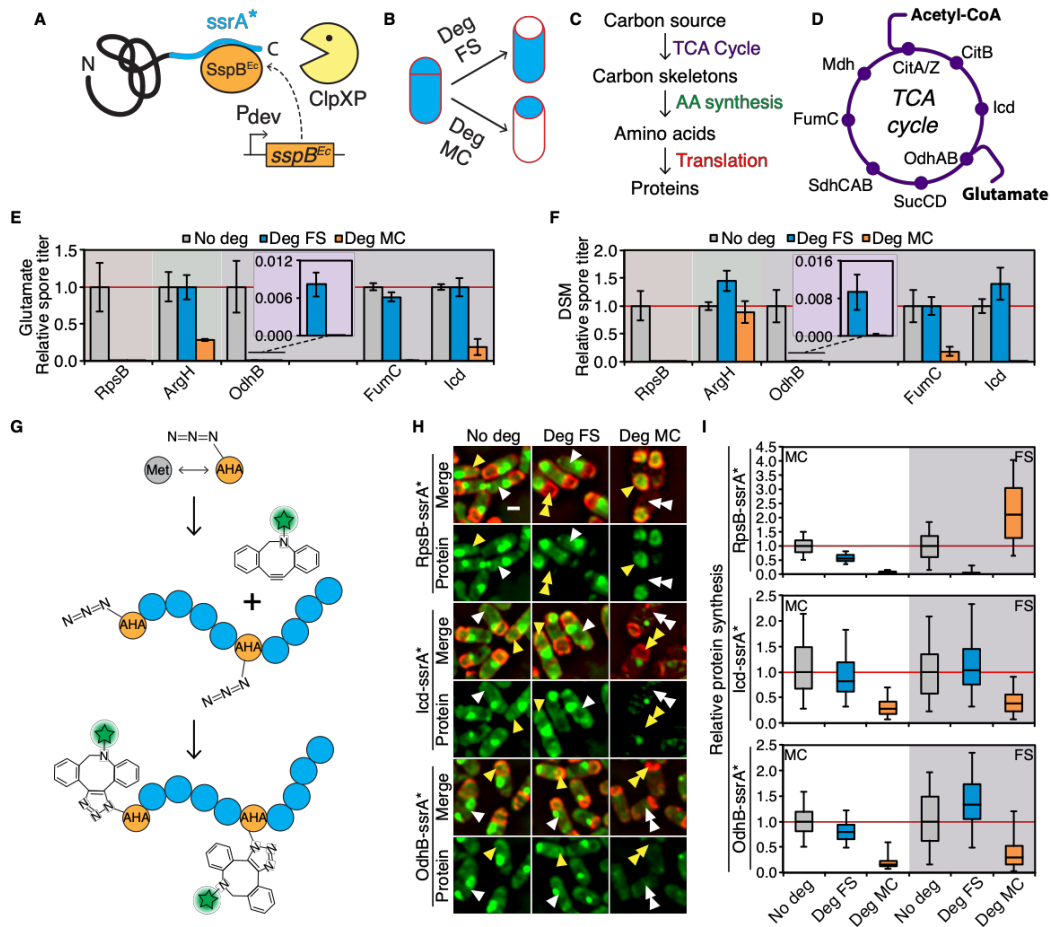 A
ssrA*
N
C
SspB^Ec
ClpXP
Pdev
sspB^Ec
B
Deg
FS
Deg
MC
C
Carbon source
TCA Cycle
Carbon skeletons
AA synthesis
Amino acids
Translation
Proteins
D
Acetyl-CoA
CitB
CitA/Z
Mdh
TCA
cycle
Icd
FumC
OdhAB
SdhCAB
SucCD
Glutamate
E
No deg Deg FS Deg MC
Glutamate
Relative spore titer
1.5
1.0
0.5
0.0
0.012
0.006
0.000
RpsB ArgH OdhB FumC Icd
F
No deg Deg FS Deg MC
DSM
Relative spore titer
2.0
1.5
1.0
0.5
0.0
0.016
0.008
0.000
RpsB ArgH OdhB FumC Icd
G
N=N=N
Met AHA
N
+
N=N=N
AHA
AHA
N=N=N
N
N N N
AHA
AHA
N N N
N
H
No deg Deg FS Deg MC
RpsB-ssrA*
Merge
Protein
Icd-ssrA*
Merge
Protein
OdhB-ssrA*
Merge
Protein
I
Relative protein synthesis
RpsB-ssrA*
MC FS
4.5
4.0
3.5
3.0
2.5
2.0
1.5
1.0
0.5
0.0
Icd-ssrA*
MC FS
2.5
2.0
1.5
1.0
0.5
0.0
OdhB-ssrA*
MC FS
2.5
2.0
1.5
1.0
0.5
0.0
No deg Deg FS Deg MC No deg Deg FS Deg MC